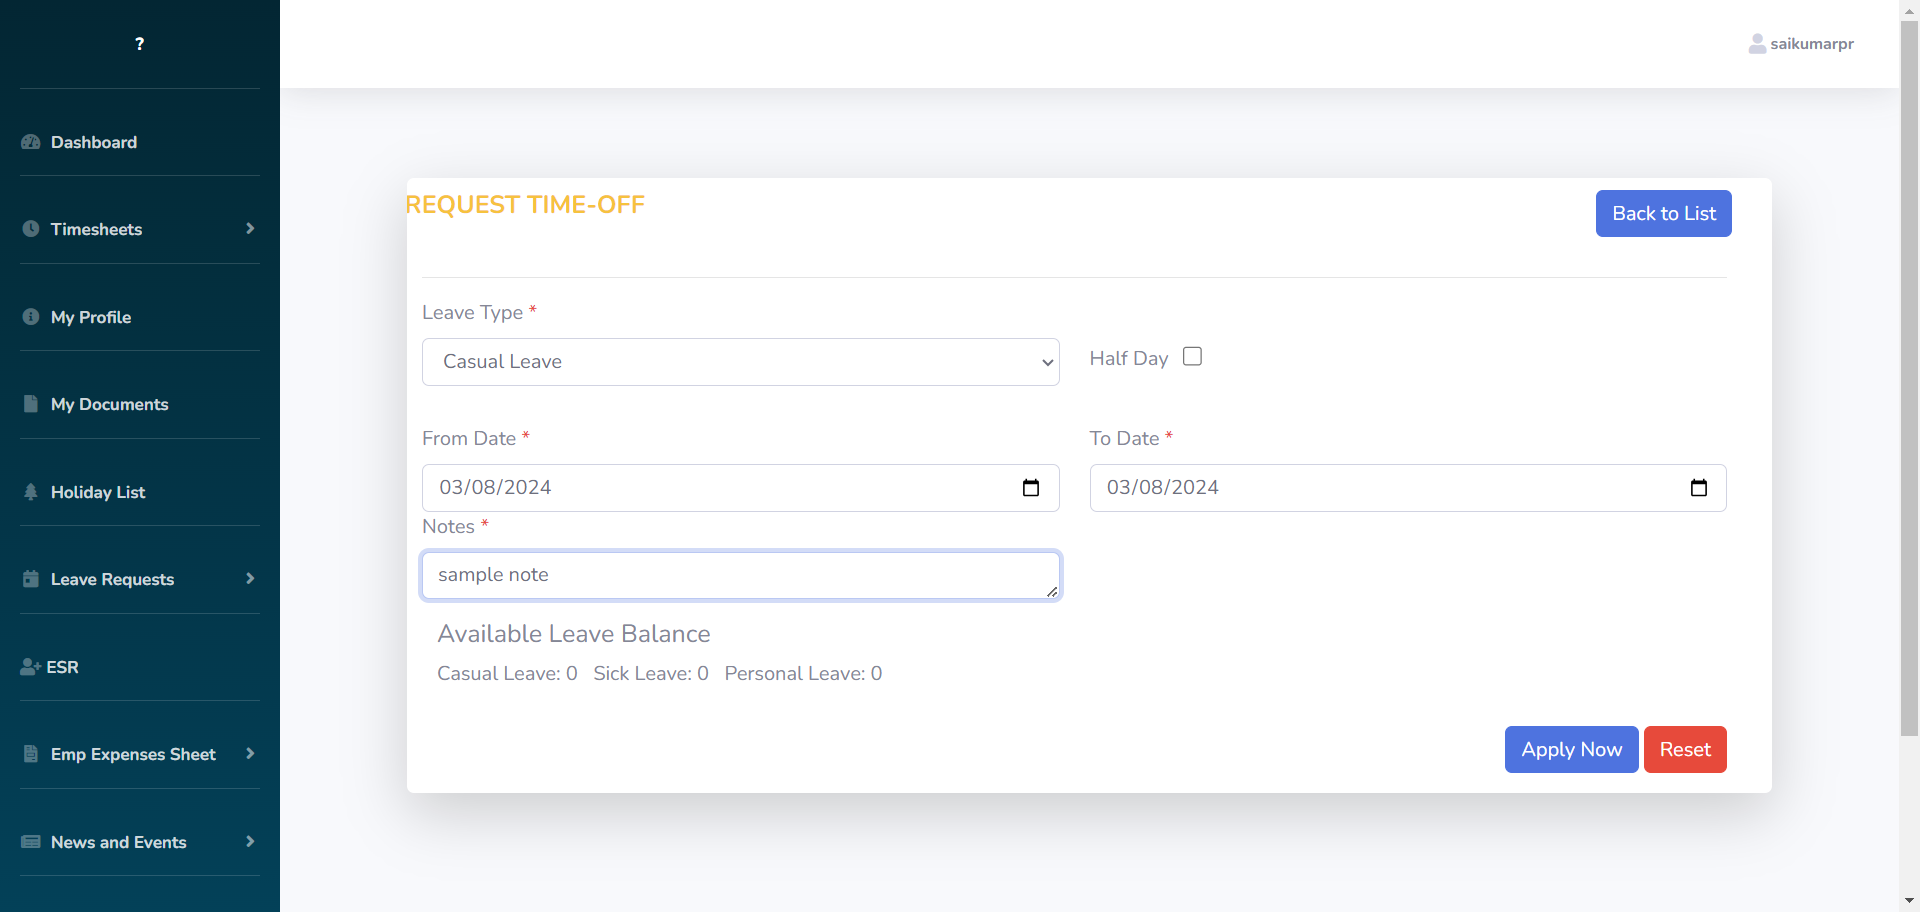 ?
saikumarpr
Dashboard
Timesheets
My Profile
My Documents
Holiday List
Leave Requests
ESR
Emp Expenses Sheet
News and Events
REQUEST TIME-OFF
Back to List
Leave Type *
Casual Leave
Half Day
From Date *
To Date *
03/08/2024
03/08/2024
Notes *
sample note
Available Leave Balance
Casual Leave: 0 Sick Leave: 0 Personal Leave: 0
Apply Now
Reset